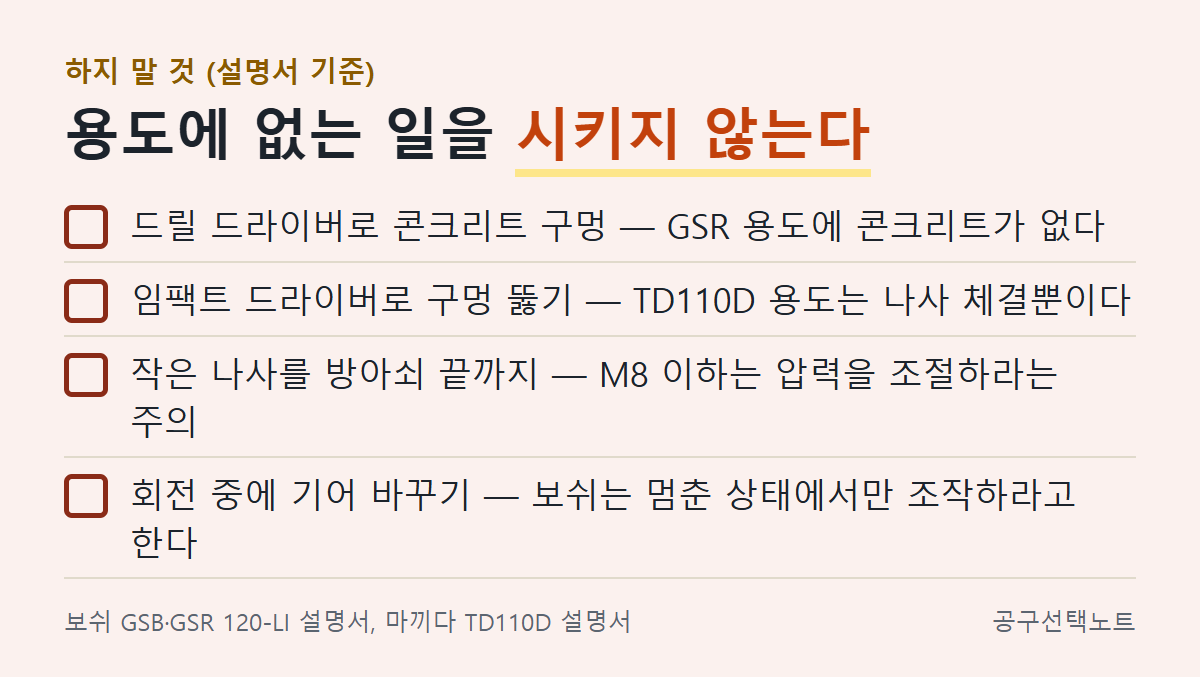 하지 말 것 (설명서 기준)
용도에 없는 일을 시키지 않는다
드릴 드라이버로 콘크리트 구멍 — GSR 용도에 콘크리트가 없다
임팩트 드라이버로 구멍 뚫기 — TD110D 용도는 나사 체결뿐이다
작은 나사를 방아쇠 끝까지 — M8 이하는 압력을 조절하라는
주의
회전 중에 기어 바꾸기 — 보쉬는 멈춘 상태에서만 조작하라고
한다
보쉬 GSB·GSR 120-LI 설명서, 마끼다 TD110D 설명서
공구선택노트